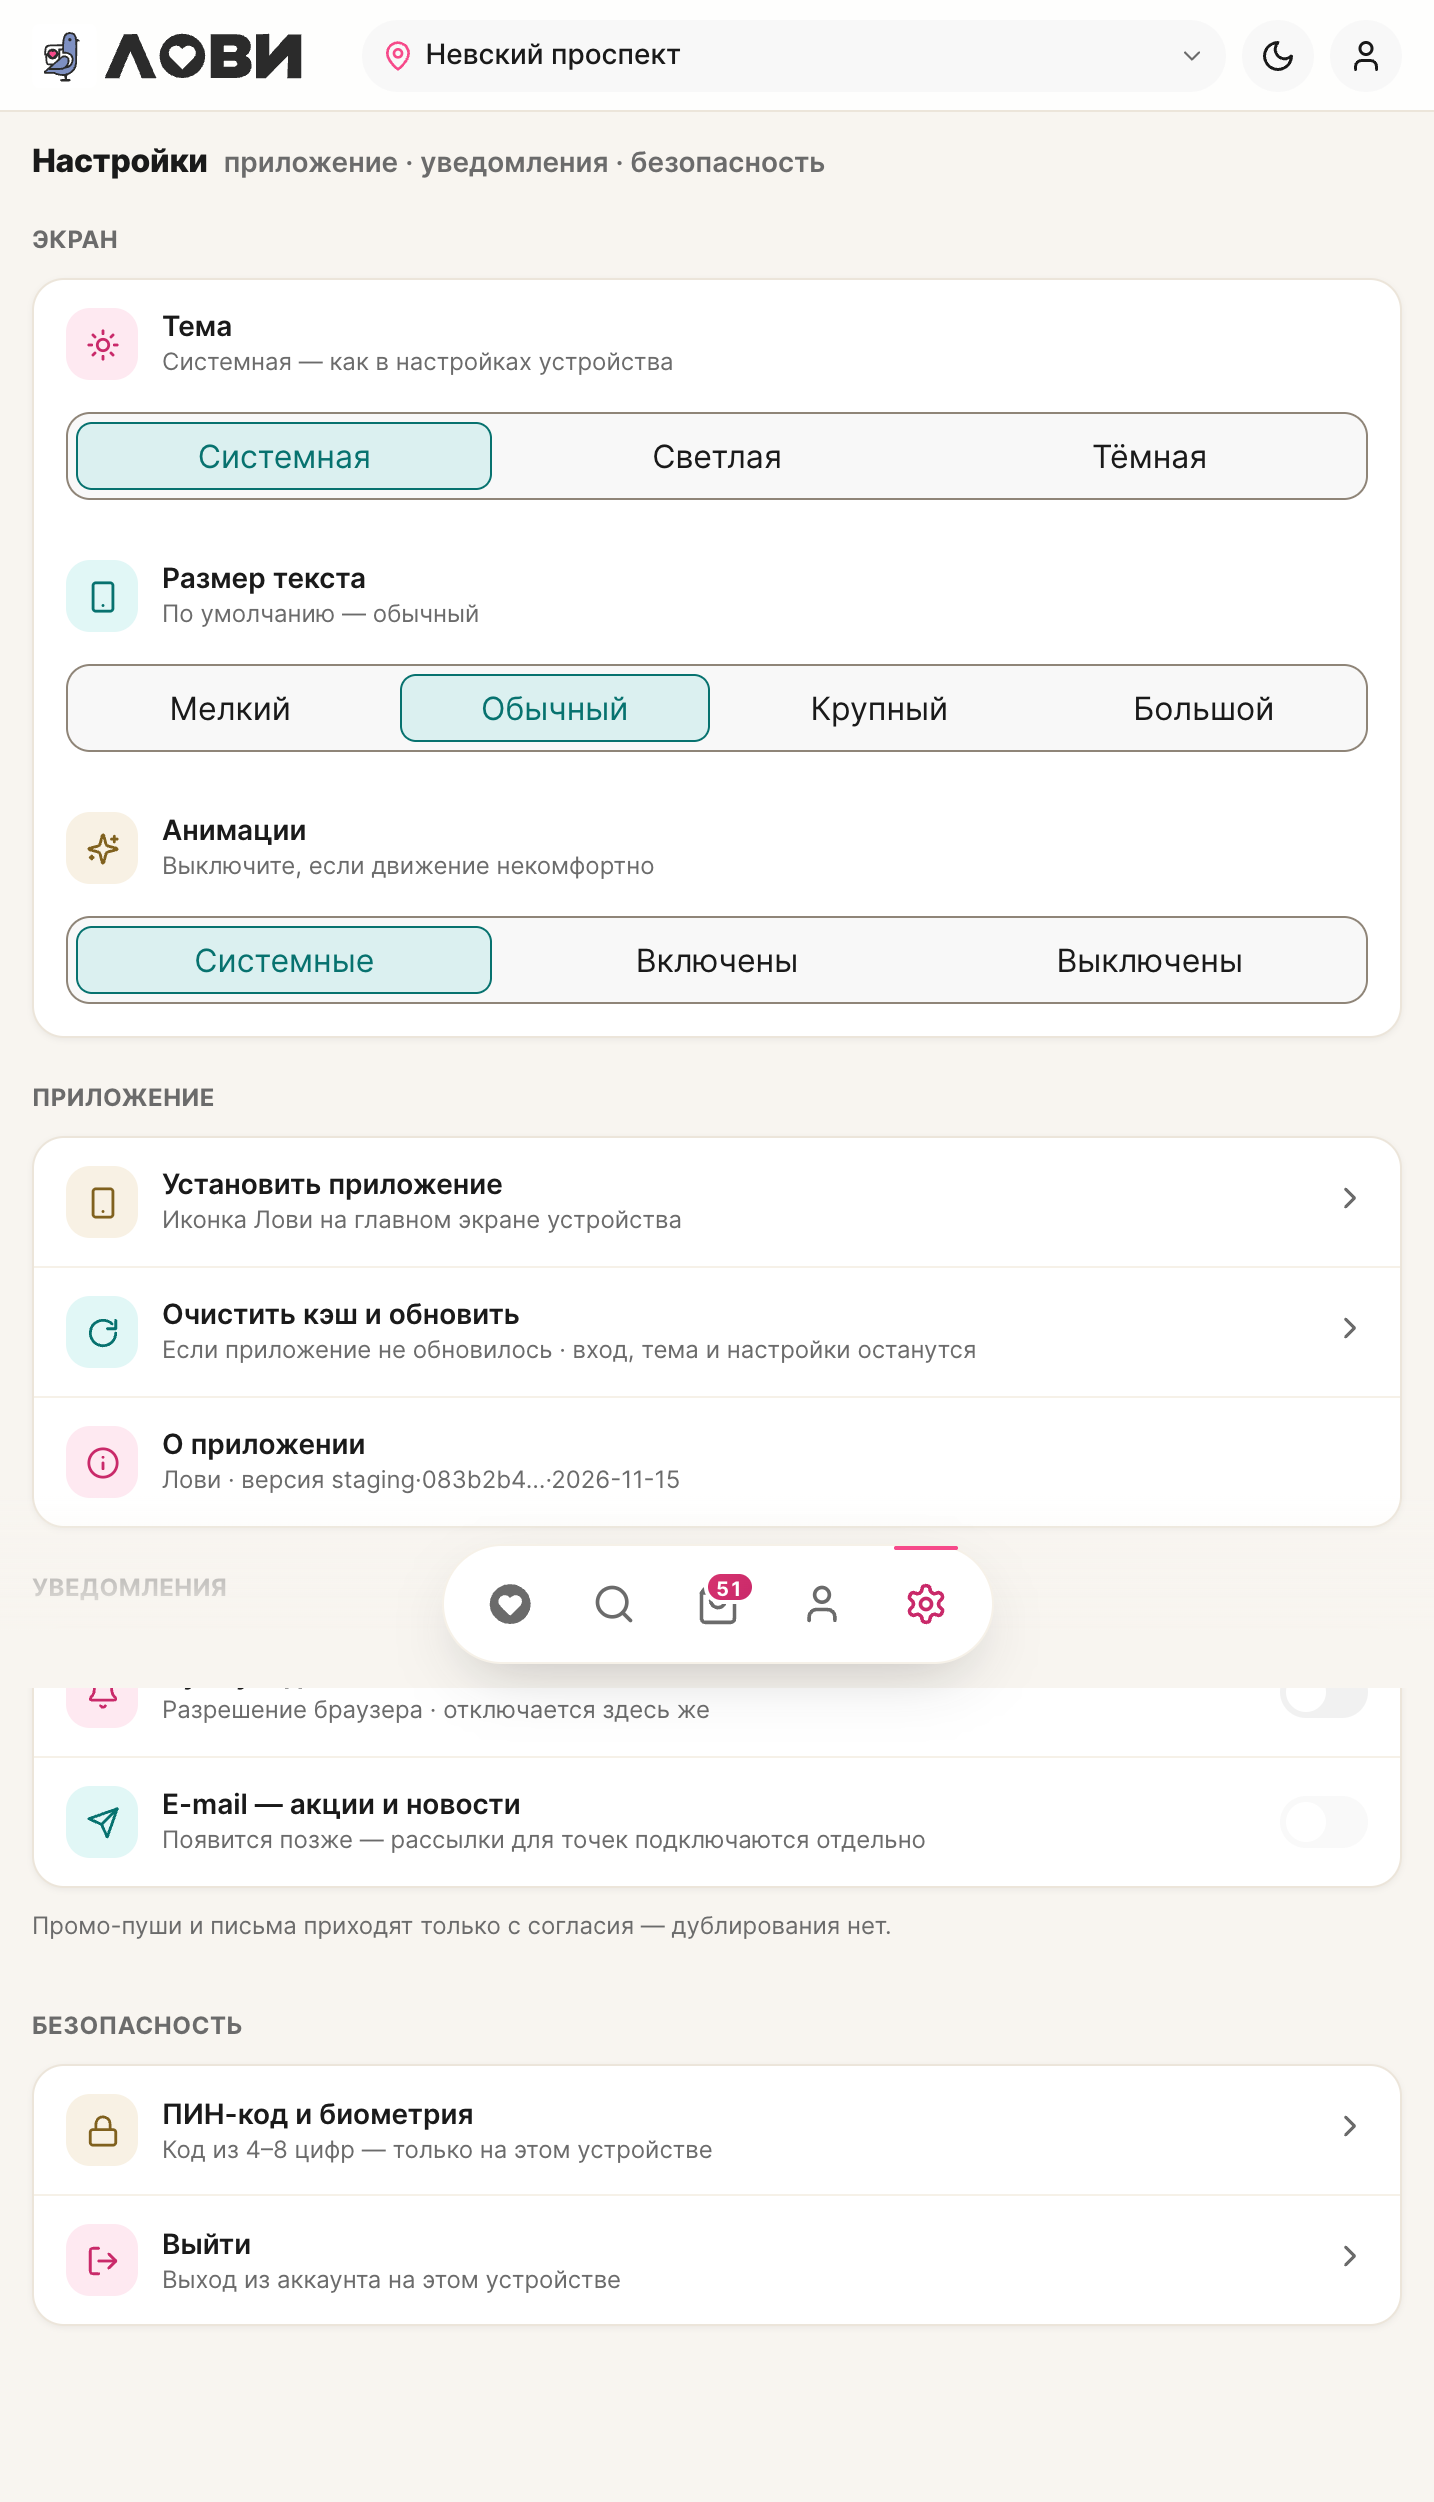 ЛОВИ
Невский проспект
Настройки приложение · уведомления · безопасность
ЭКРАН
Тема
Системная — как в настройках устройства
Системная Светлая Тёмная
Размер текста
По умолчанию — обычный
Мелкий Обычный Крупный Большой
Анимации
Выключите, если движение некомфортно
Системные Включены Выключены
ПРИЛОЖЕНИЕ
Установить приложение
Иконка Лови на главном экране устройства
Очистить кэш и обновить
Если приложение не обновилось · вход, тема и настройки останутся
О приложении
Лови · версия staging·083b2b4...·2026-11-15
УВЕДОМЛЕНИЯ
51
Разрешение браузера · отключается здесь же
E-mail — акции и новости
Появится позже — рассылки для точек подключаются отдельно
Промо-пуши и письма приходят только с согласия — дублирования нет.
БЕЗОПАСНОСТЬ
ПИН-код и биометрия
Код из 4–8 цифр — только на этом устройстве
Выйти
Выход из аккаунта на этом устройстве